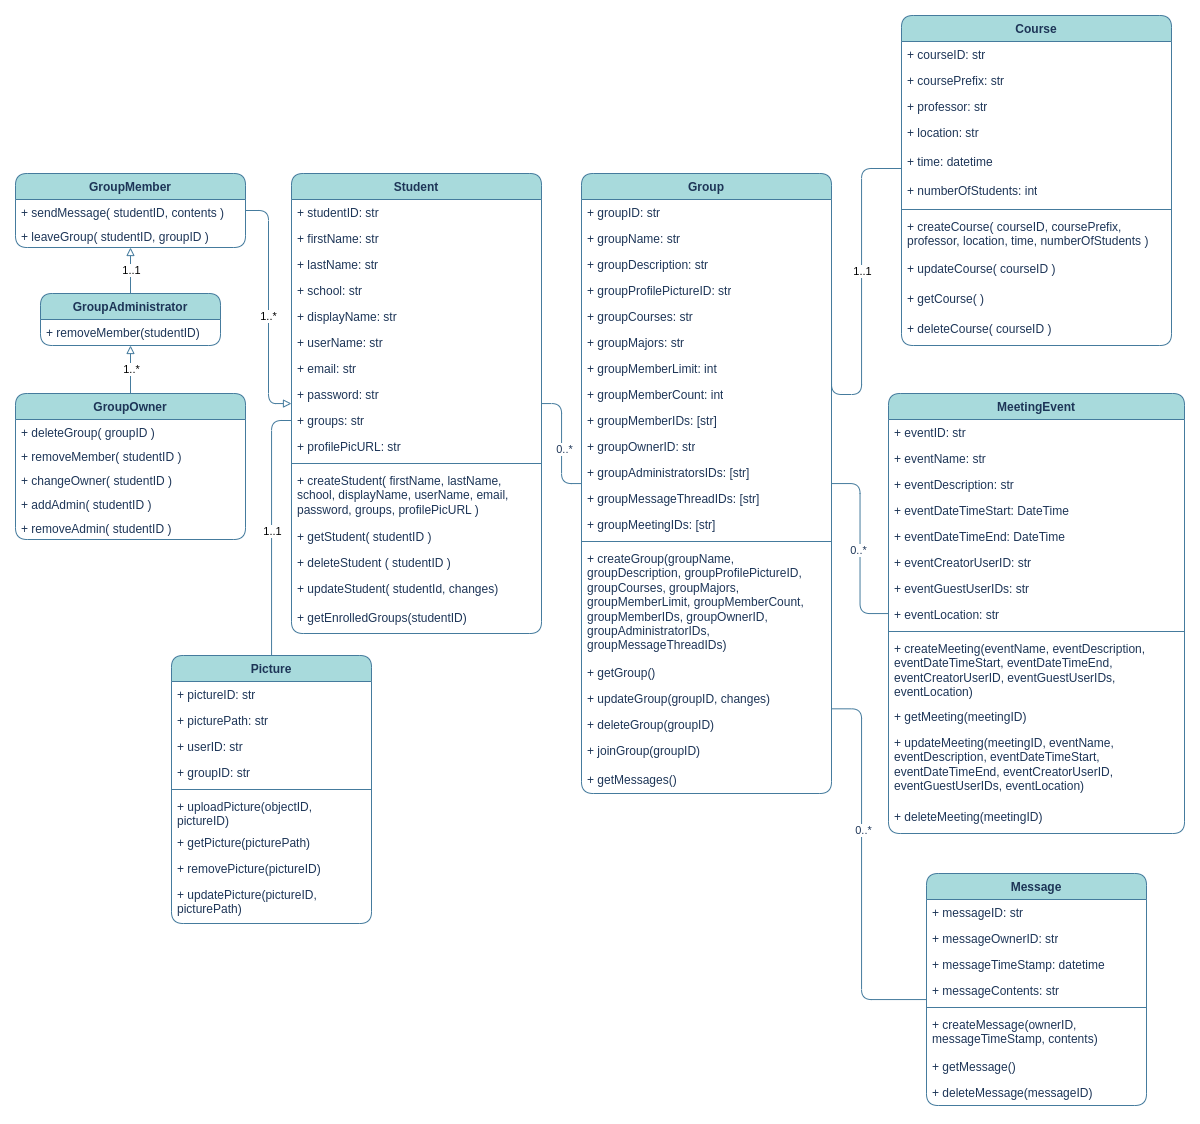 Course
+ courseID: str
+ coursePrefix: str
+ professor: str
+ location: str
+ time: datetime
+ numberOfStudents: int
+ createCourse( courseID, coursePrefix,
professor, location, time, numberOfStudents )
+ updateCourse( courseID )
+ getCourse( )
+ deleteCourse( courseID )
GroupMember
+ sendMessage( studentID, contents )
+ leaveGroup( studentID, groupID )
1..1
GroupAdministrator
+ removeMember(studentID)
1..*
GroupOwner
+ deleteGroup( groupID )
+ removeMember( studentID )
+ changeOwner( studentID )
+ addAdmin( studentID )
+ removeAdmin( studentID )
1..*
Student
+ studentID: str
+ firstName: str
+ lastName: str
+ school: str
+ displayName: str
+ userName: str
+ email: str
+ password: str
+ groups: str
+ profilePicURL: str
+ createStudent( firstName, lastName,
school, displayName, userName, email,
password, groups, profilePicURL )
+ getStudent( studentID )
+ deleteStudent ( studentID )
+ updateStudent( studentId, changes)
+ getEnrolledGroups(studentID)
1..1
0..*
Group
+ groupID: str
+ groupName: str
+ groupDescription: str
+ groupProfilePictureID: str
+ groupCourses: str
+ groupMajors: str
+ groupMemberLimit: int
+ groupMemberCount: int
+ groupMemberIDs: [str]
+ groupOwnerID: str
+ groupAdministratorsIDs: [str]
+ groupMessageThreadIDs: [str]
+ groupMeetingIDs: [str]
+ createGroup(groupName,
groupDescription, groupProfilePictureID,
groupCourses, groupMajors,
groupMemberLimit, groupMemberCount,
groupMemberIDs, groupOwnerID,
groupAdministratorIDs,
groupMessageThreadIDs)
+ getGroup()
+ updateGroup(groupID, changes)
+ deleteGroup(groupID)
+ joinGroup(groupID)
+ getMessages()
1..1
0..*
0..*
MeetingEvent
+ eventID: str
+ eventName: str
+ eventDescription: str
+ eventDateTimeStart: DateTime
+ eventDateTimeEnd: DateTime
+ eventCreatorUserID: str
+ eventGuestUserIDs: str
+ eventLocation: str
+ createMeeting(eventName, eventDescription,
eventDateTimeStart, eventDateTimeEnd,
eventCreatorUserID, eventGuestUserIDs,
eventLocation)
+ getMeeting(meetingID)
+ updateMeeting(meetingID, eventName,
eventDescription, eventDateTimeStart,
eventDateTimeEnd, eventCreatorUserID,
eventGuestUserIDs, eventLocation)
+ deleteMeeting(meetingID)
Picture
+ pictureID: str
+ picturePath: str
+ userID: str
+ groupID: str
+ uploadPicture(objectID,
pictureID)
+ getPicture(picturePath)
+ removePicture(pictureID)
+ updatePicture(pictureID,
picturePath)
Message
+ messageID: str
+ messageOwnerID: str
+ messageTimeStamp: datetime
+ messageContents: str
+ createMessage(ownerID,
messageTimeStamp, contents)
+ getMessage()
+ deleteMessage(messageID)